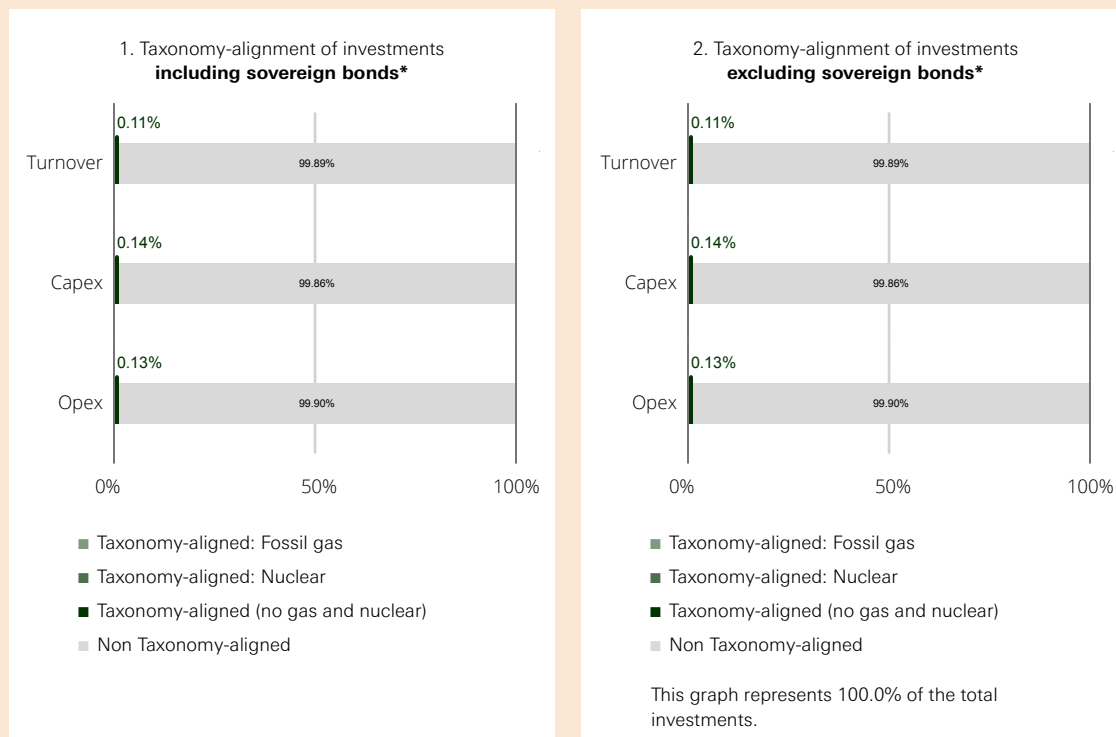 1. Taxonomy-alignment of investments
including sovereign bonds*
0.11%
Turnover
99.89%
0.14%
Capex
99.86%
0.13%
Opex
99.90%
0%
50%
100%
Taxonomy-aligned: Fossil gas
Taxonomy-aligned: Nuclear
Taxonomy-aligned (no gas and nuclear)
Non Taxonomy-aligned
2. Taxonomy-alignment of investments
excluding sovereign bonds*
0.11%
Turnover
99.89%
0.14%
Capex
99.86%
0.13%
Opex
99.90%
0%
50%
100%
Taxonomy-aligned: Fossil gas
Taxonomy-aligned: Nuclear
Taxonomy-aligned (no gas and nuclear)
Non Taxonomy-aligned
This graph represents 100.0% of the total
investments.